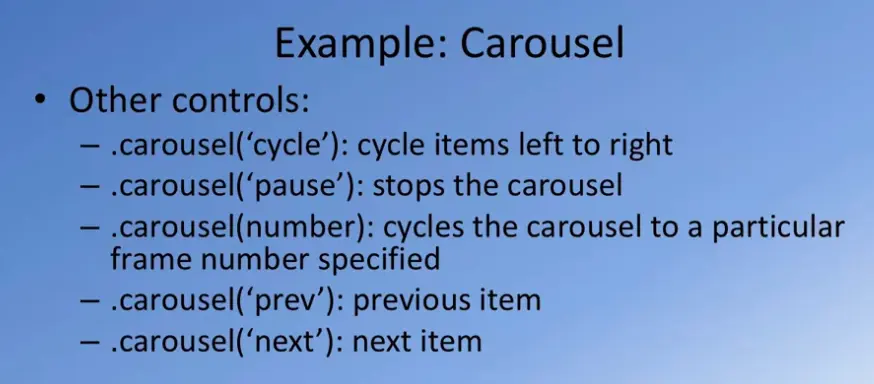 Example: Carousel
• Other controls:
– .carousel(‘cycle’): cycle items left to right
– .carousel(‘pause’): stops the carousel
– .carousel(number): cycles the carousel to a particular
frame number specified
– .carousel(‘prev’): previous item
– .carousel(‘next’): next item